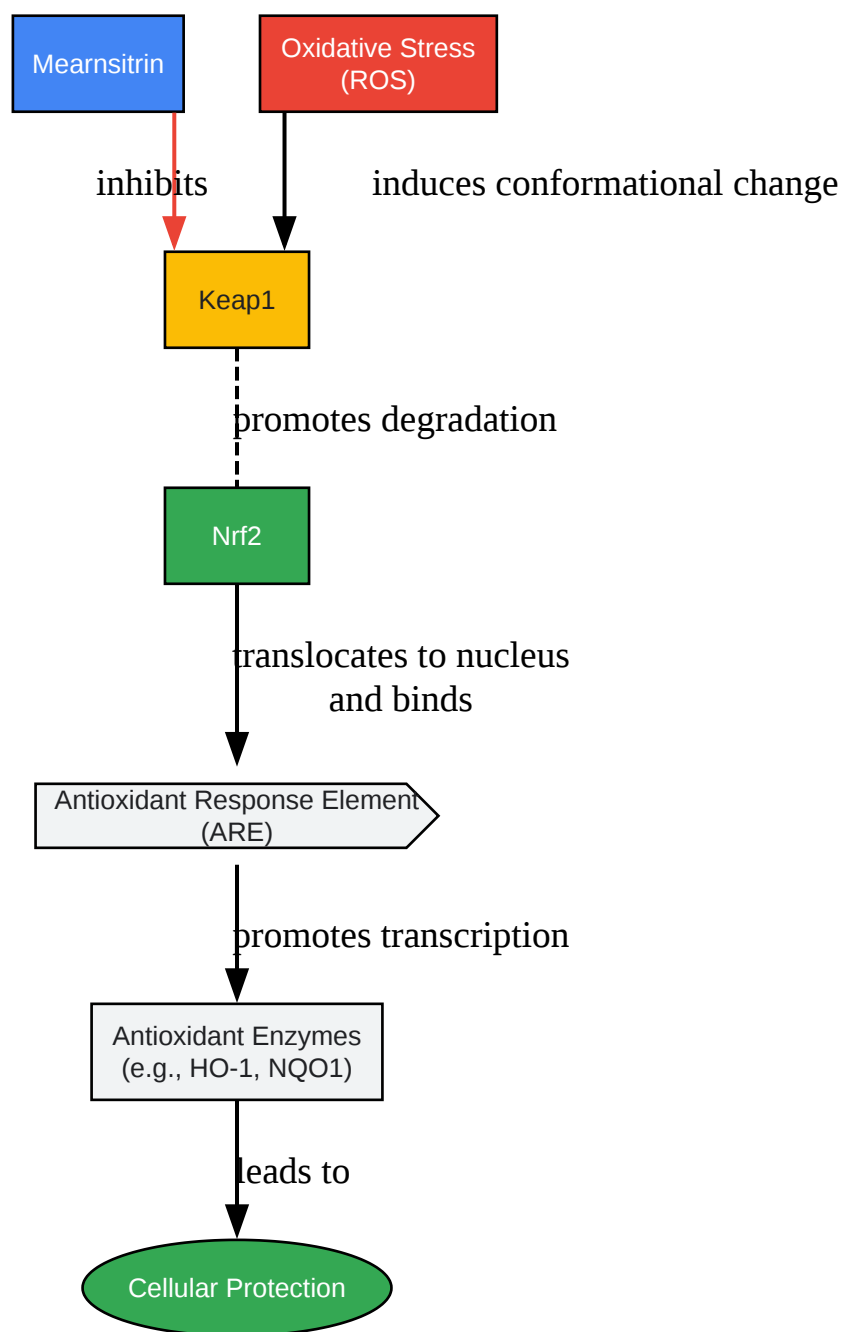 Mearnsitrin
Oxidative Stress
(ROS)
inhibits
induces conformational change
Keap1
promotes degradation
Nrf2
translocates to nucleus
and binds
Antioxidant Response Element
(ARE)
promotes transcription
Antioxidant Enzymes
(e.g., HO-1, NQO1)
leads to
Cellular Protection